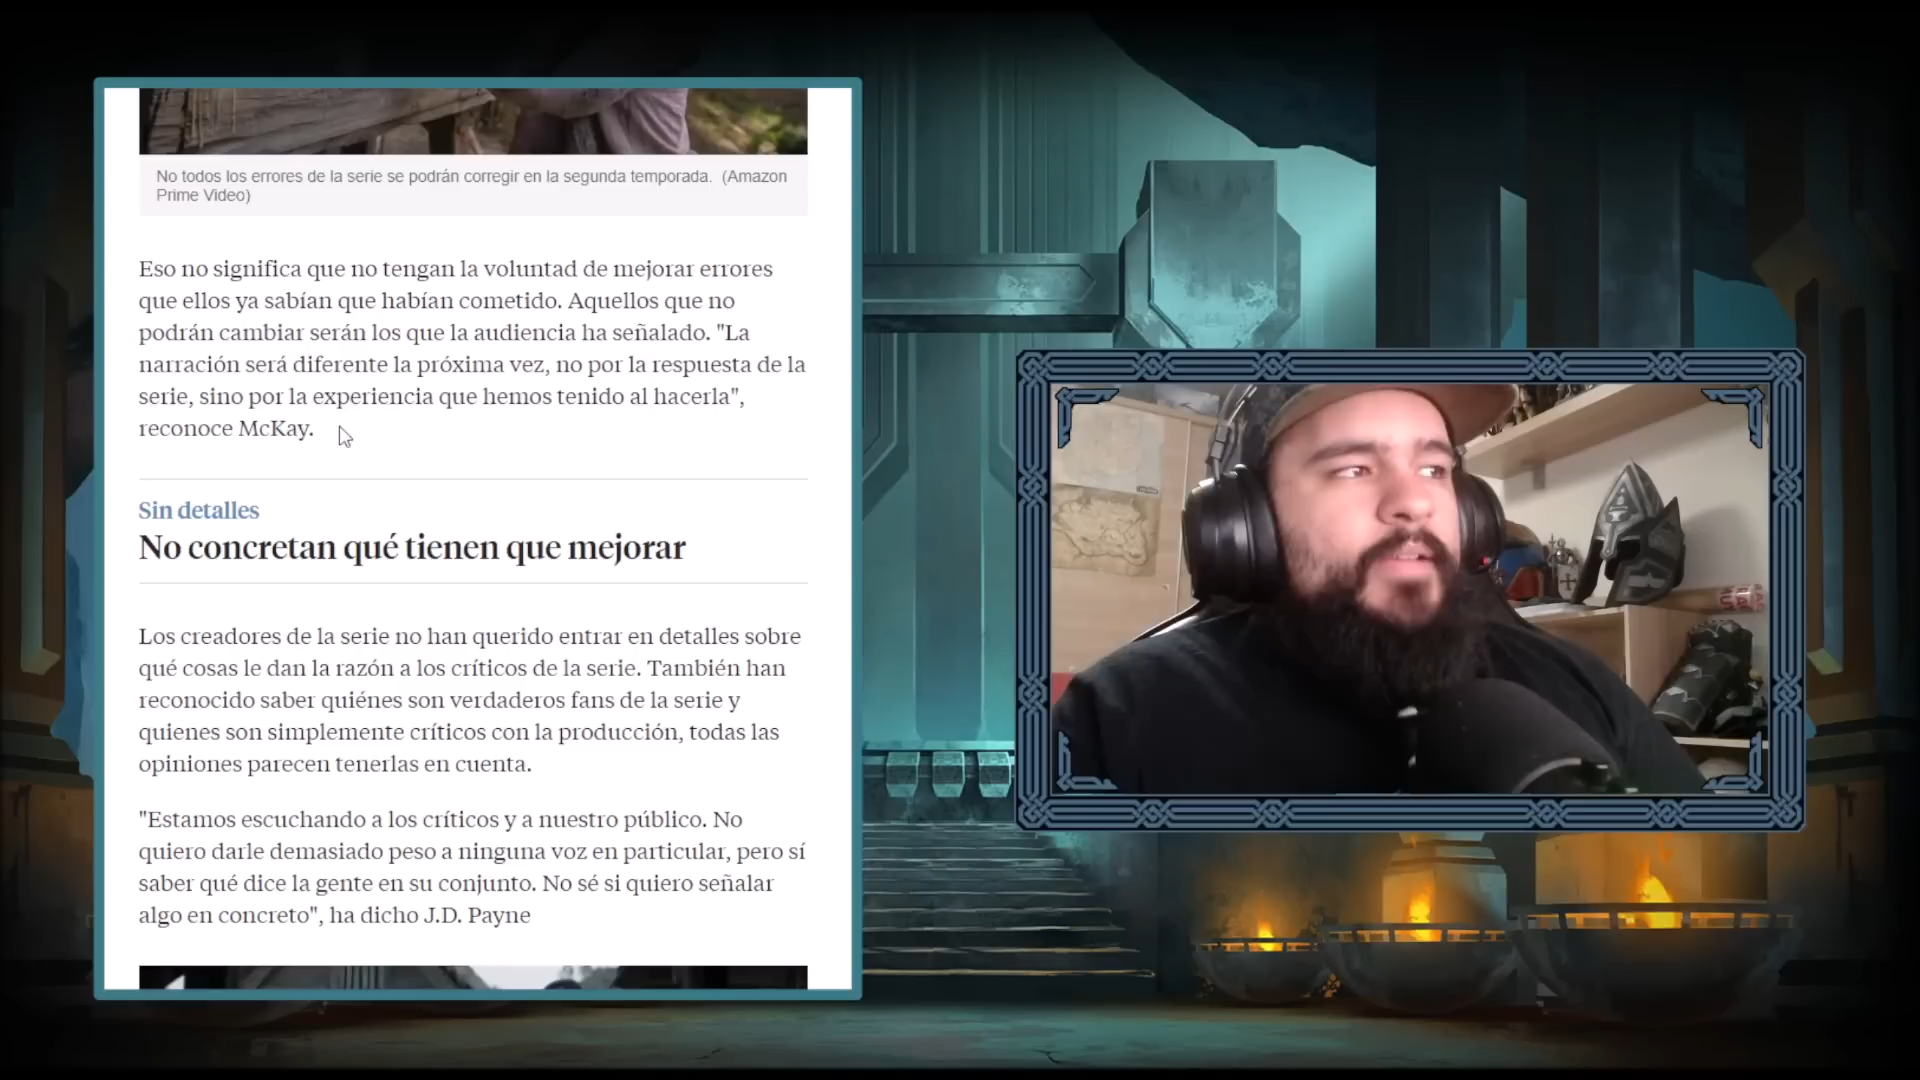 No todos los errores de la serie se podrán corregir en la segunda temporada. (Amazon
Prime Video)
Eso no significa que no tengan la voluntad de mejorar errores
que ellos ya sabían que habían cometido. Aquellos que no
podrán cambiar serán los que la audiencia ha señalado. "La
narración será diferente la próxima vez, no por la respuesta de la
serie, sino por la experiencia que hemos tenido al hacerla",
reconoce McKay.
Sin detalles
No concretan qué tienen que mejorar
Los creadores de la serie no han querido entrar en detalles sobre
qué cosas le dan la razón a los críticos de la serie. También han
reconocido saber quiénes son verdaderos fans de la serie y
quienes son simplemente críticos con la producción, todas las
opiniones parecen tenerlas en cuenta.
"Estamos escuchando a los críticos y a nuestro público. No
quiero darle demasiado peso a ninguna voz en particular, pero sí
saber qué dice la gente en su conjunto. No sé si quiero señalar
algo en concreto", ha dicho J.D. Payne